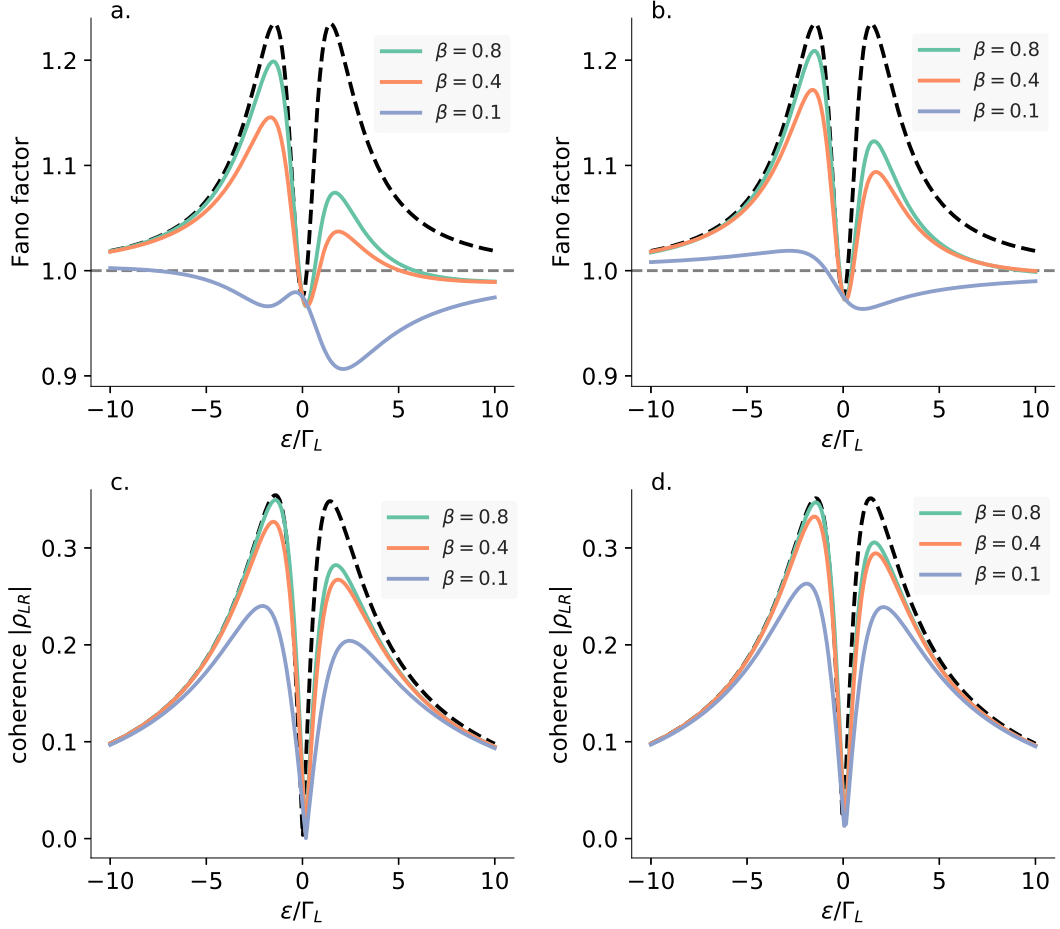 a.
1.2
1.1
1.0
0.9
Fano factor
β = 0.8
β = 0.4
β = 0.1
−10
−5
0
5
10
ε/Γ_L
b.
1.2
1.1
1.0
0.9
Fano factor
β = 0.8
β = 0.4
β = 0.1
−10
−5
0
5
10
ε/Γ_L
c.
0.3
0.2
0.1
0.0
coherence |ρ_LR|
β = 0.8
β = 0.4
β = 0.1
−10
−5
0
5
10
ε/Γ_L
d.
0.3
0.2
0.1
0.0
coherence |ρ_LR|
β = 0.8
β = 0.4
β = 0.1
−10
−5
0
5
10
ε/Γ_L